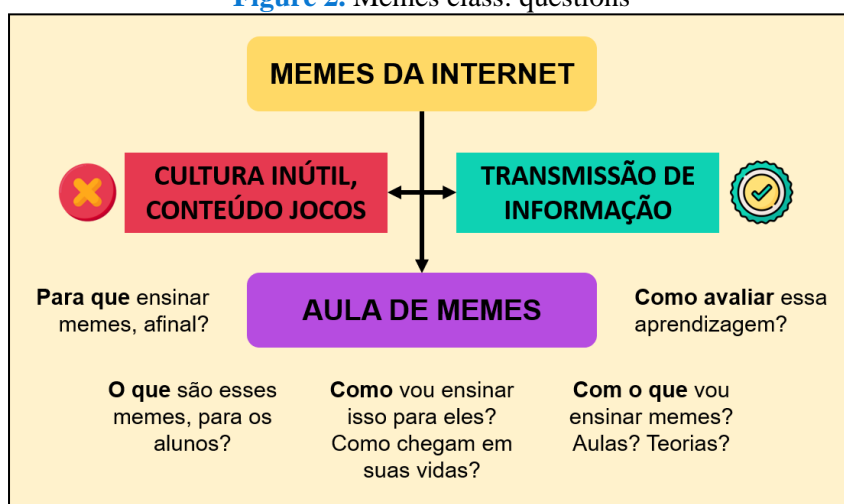 Figure 2. Memes class: questions
MEMES DA INTERNET
CULTURA INÚTIL,
CONTEÚDO JOCOS
TRANSMISSÃO DE
INFORMAÇÃO
Para que ensinar
memes, afinal?
AULA DE MEMES
Como avaliar essa
aprendizagem?
O que são esses
memes, para os
alunos?
Como vou ensinar
isso para eles?
Como chegam em
suas vidas?
Com o que vou
ensinar memes?
Aulas? Teorias?